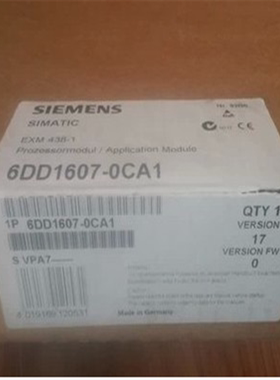 SIEMENS
SIMATIC
EXM 438-1
Prozessormodul / Application Module
6DD1607-0CA1
1P 6DD1607-0CA1
QTY 1
VERSION
17
VERSION FW
0
S VPA7
Made in Germany